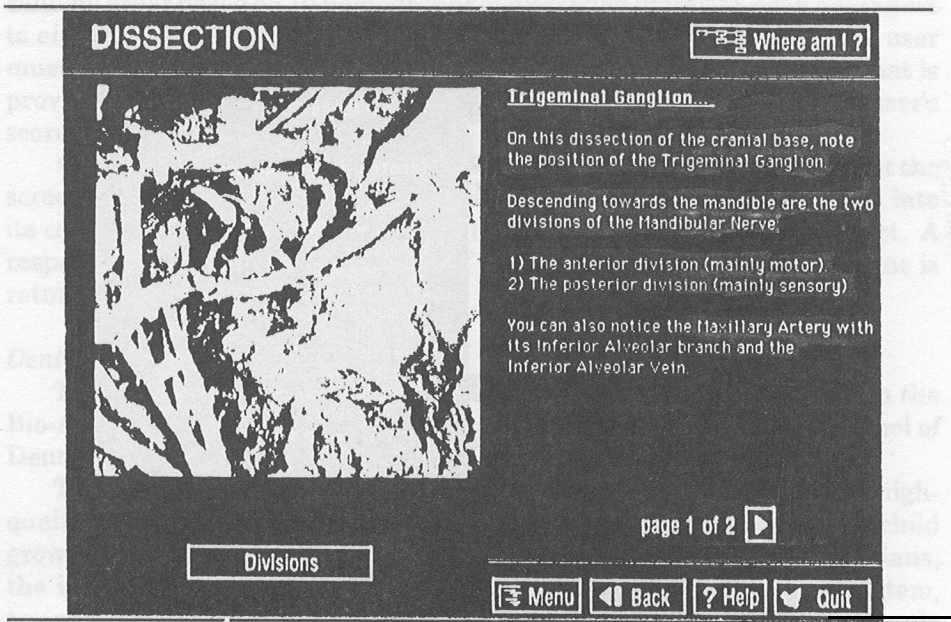 DISSECTION
Where am I ?
Trigeminal Ganglion...
On this dissection of the cranial base, note
the position of the Trigeminal Ganglion.
Descending towards the mandible are the two
divisions of the Mandibular Nerve:
1) The anterior division (mainly motor).
2) The posterior division (mainly sensory)
You can also notice the Maxillary Artery with
its Inferior Alveolar branch and the
Inferior Alveolar Vein.
page 1 of 2
Divisions
Menu
Back
? Help
Quit